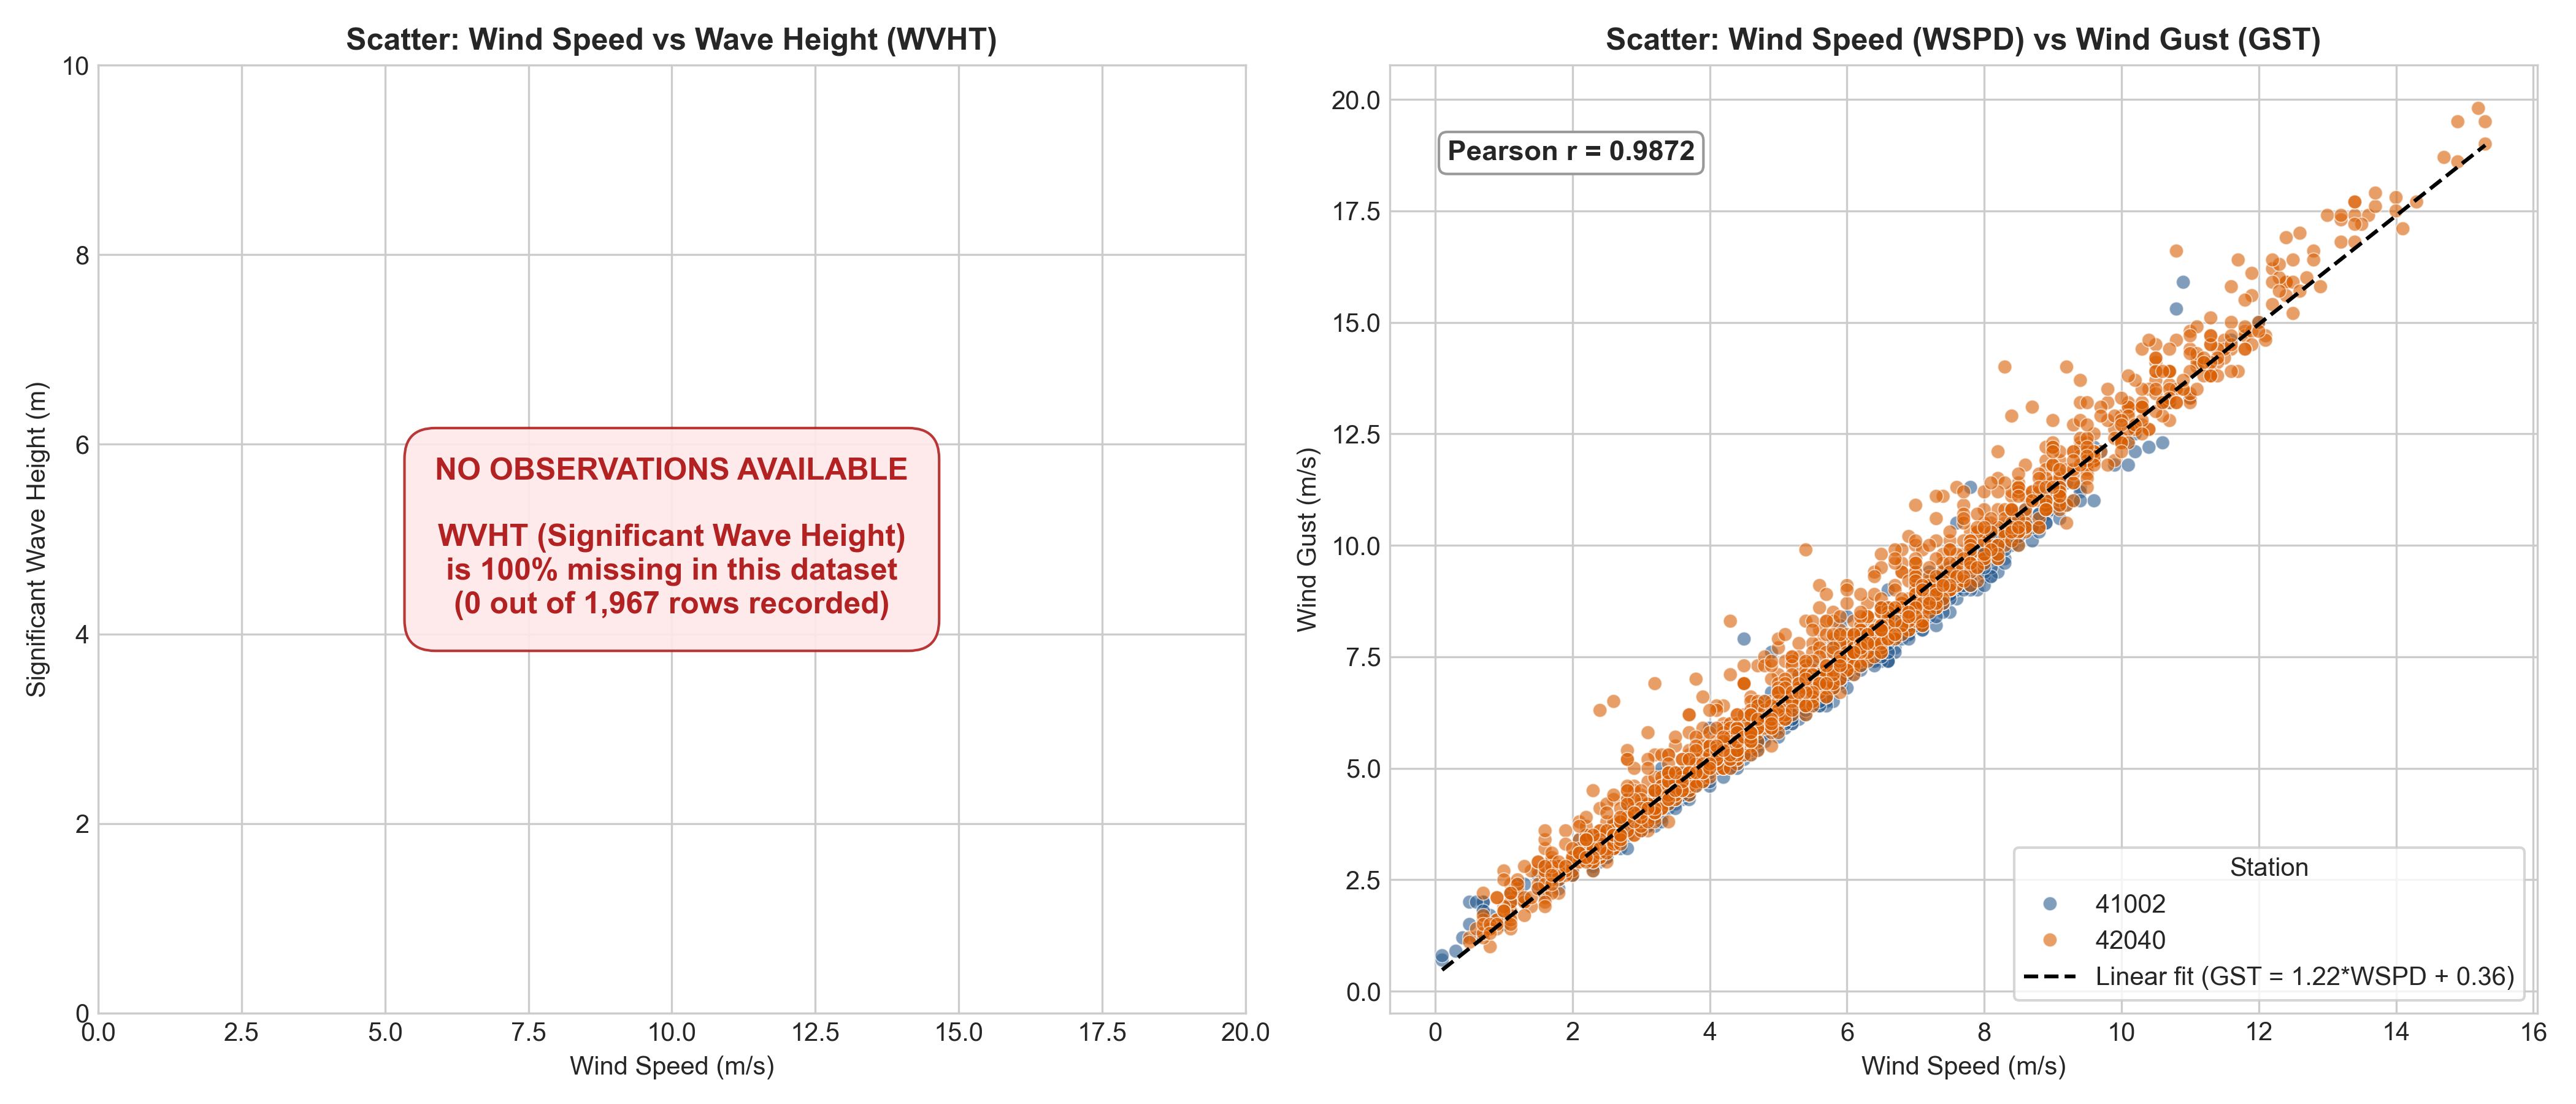 Scatter: Wind Speed vs Wave Height (WVHT)
10
8
6
4
2
0
Significant Wave Height (m)
NO OBSERVATIONS AVAILABLE
WVHT (Significant Wave Height)
is 100% missing in this dataset
(0 out of 1,967 rows recorded)
0.0 2.5 5.0 7.5 10.0 12.5 15.0 17.5 20.0
Wind Speed (m/s)
Scatter: Wind Speed (WSPD) vs Wind Gust (GST)
20.0
17.5
15.0
12.5
10.0
7.5
5.0
2.5
0.0
Wind Gust (m/s)
Pearson r = 0.9872
Station
41002
42040
Linear fit (GST = 1.22*WSPD + 0.36)
0 2 4 6 8 10 12 14 16
Wind Speed (m/s)